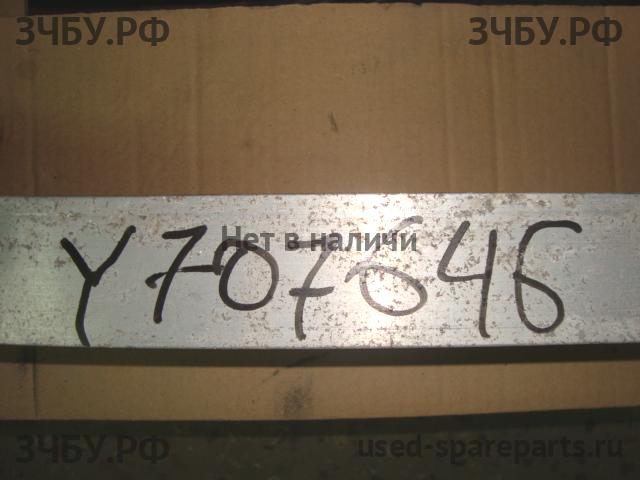 ЗЧБУ.РФ ЗЧБУ.РФ
Нет в наличи
Y707646
ЗЧБУ.РФ used-spareparts.ru